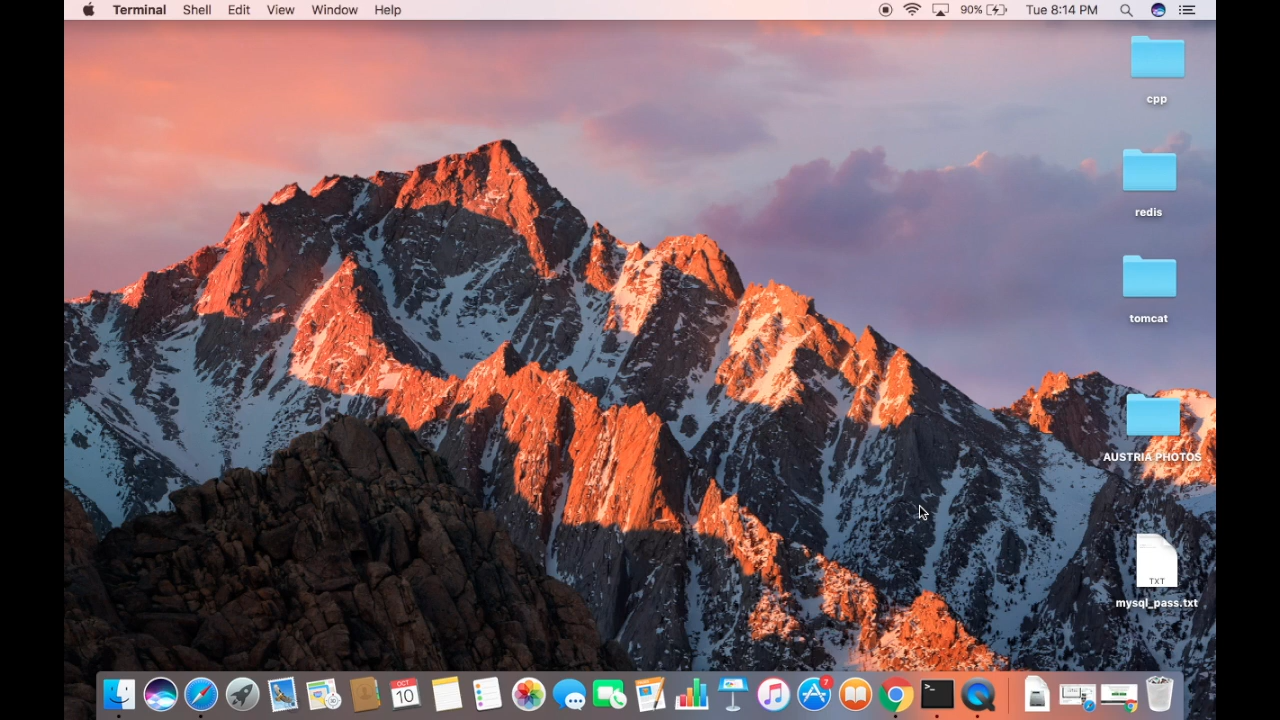 Terminal Shell Edit View Window Help 90% Tue 8:14 PM
cpp
redis
tomcat
AUSTRIA PHOTOS
TXT
mysql_pass.txt
OCT
10
7
>_